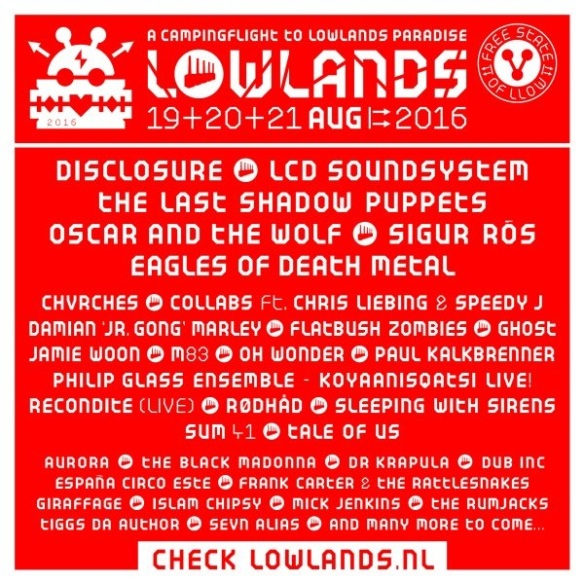 A CAMPINGFLIGHT TO LOWLANDS PARADISE
LOWLANDS
19+20+21 AUG 2016
2016
FREE STATE
OF LLOW!!
DISCLOSURE LCD SOUNDSYSTEM
THE LAST SHADOW PUPPETS
OSCAR AND THE WOLF SIGUR RÓS
EAGLES OF DEATH METAL
CHVRCHES COLLABS Ft. CHRIS LIEBING & SPEEDY J
DAMIAN 'JR. GONG' MARLEY FLATBUSH ZOMBIES GHOST
JAMIE WOON M83 OH WONDER PAUL KALKBRENNER
PHILIP GLASS ENSEMBLE - KOYAANISQATSI LIVE!
RECONDITE (LIVE) RØDHÅD SLEEPING WITH SIRENS
SUM 41 TALE OF US
AURORA THE BLACK MADONNA DR KRAPULA DUB INC
ESPAÑA CIRCO ESTE FRANK CARTER & THE RATTLESNAKES
GIRAFFAGE ISLAM CHIPSY MICK JENKINS THE RUMJACKS
TIGGS DA AUTHOR SEVN ALIAS AND MANY MORE TO COME...
CHECK LOWLANDS.NL